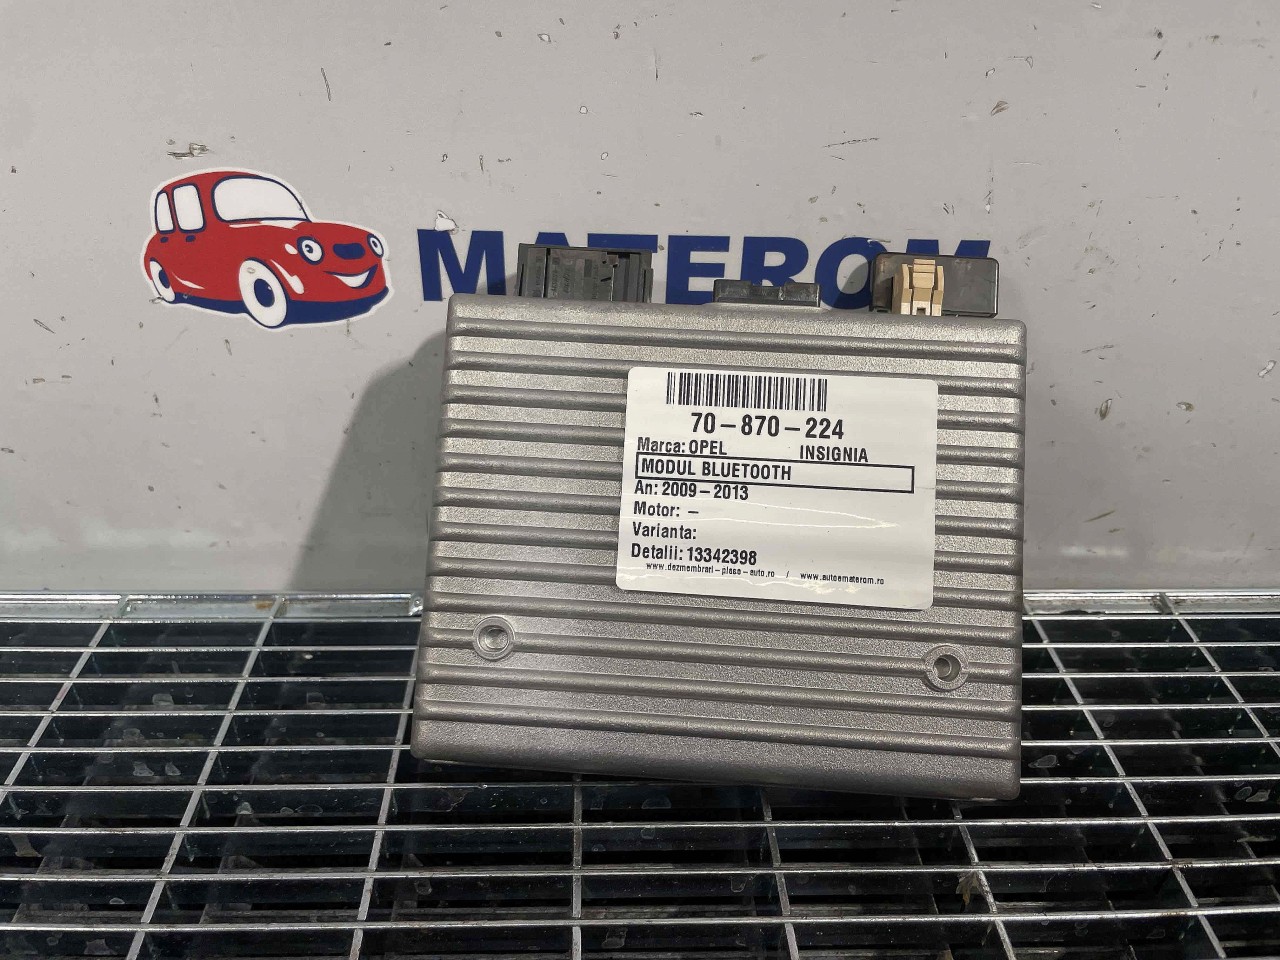 MATEROM
70-870-224
Marca: OPEL INSIGNIA
MODUL BLUETOOTH
An: 2009-2013
Motor: -
Varianta:
Detalii: 13342398
www.dezmembrari-piese-auto.ro / www.autoematerom.ro